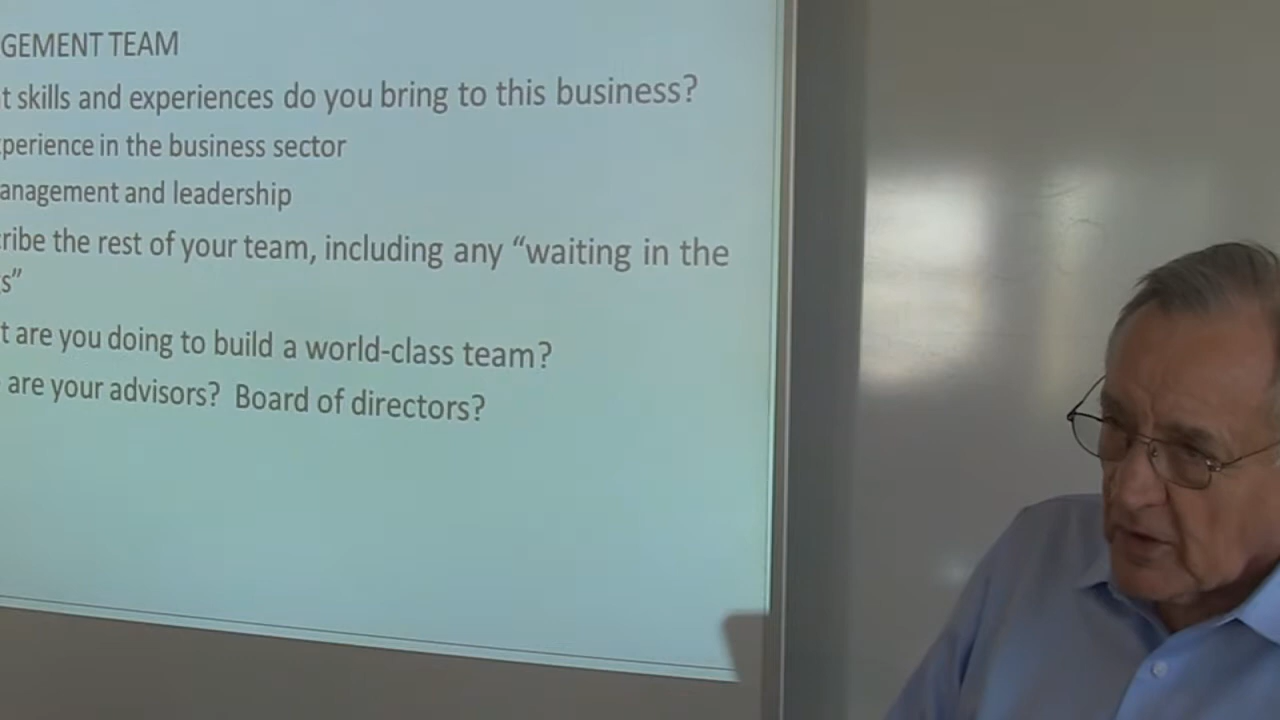 GEMENT TEAM
t skills and experiences do you bring to this business?
perience in the business sector
anagement and leadership
ribe the rest of your team, including any “waiting in the
s”
t are you doing to build a world-class team?
are your advisors? Board of directors?